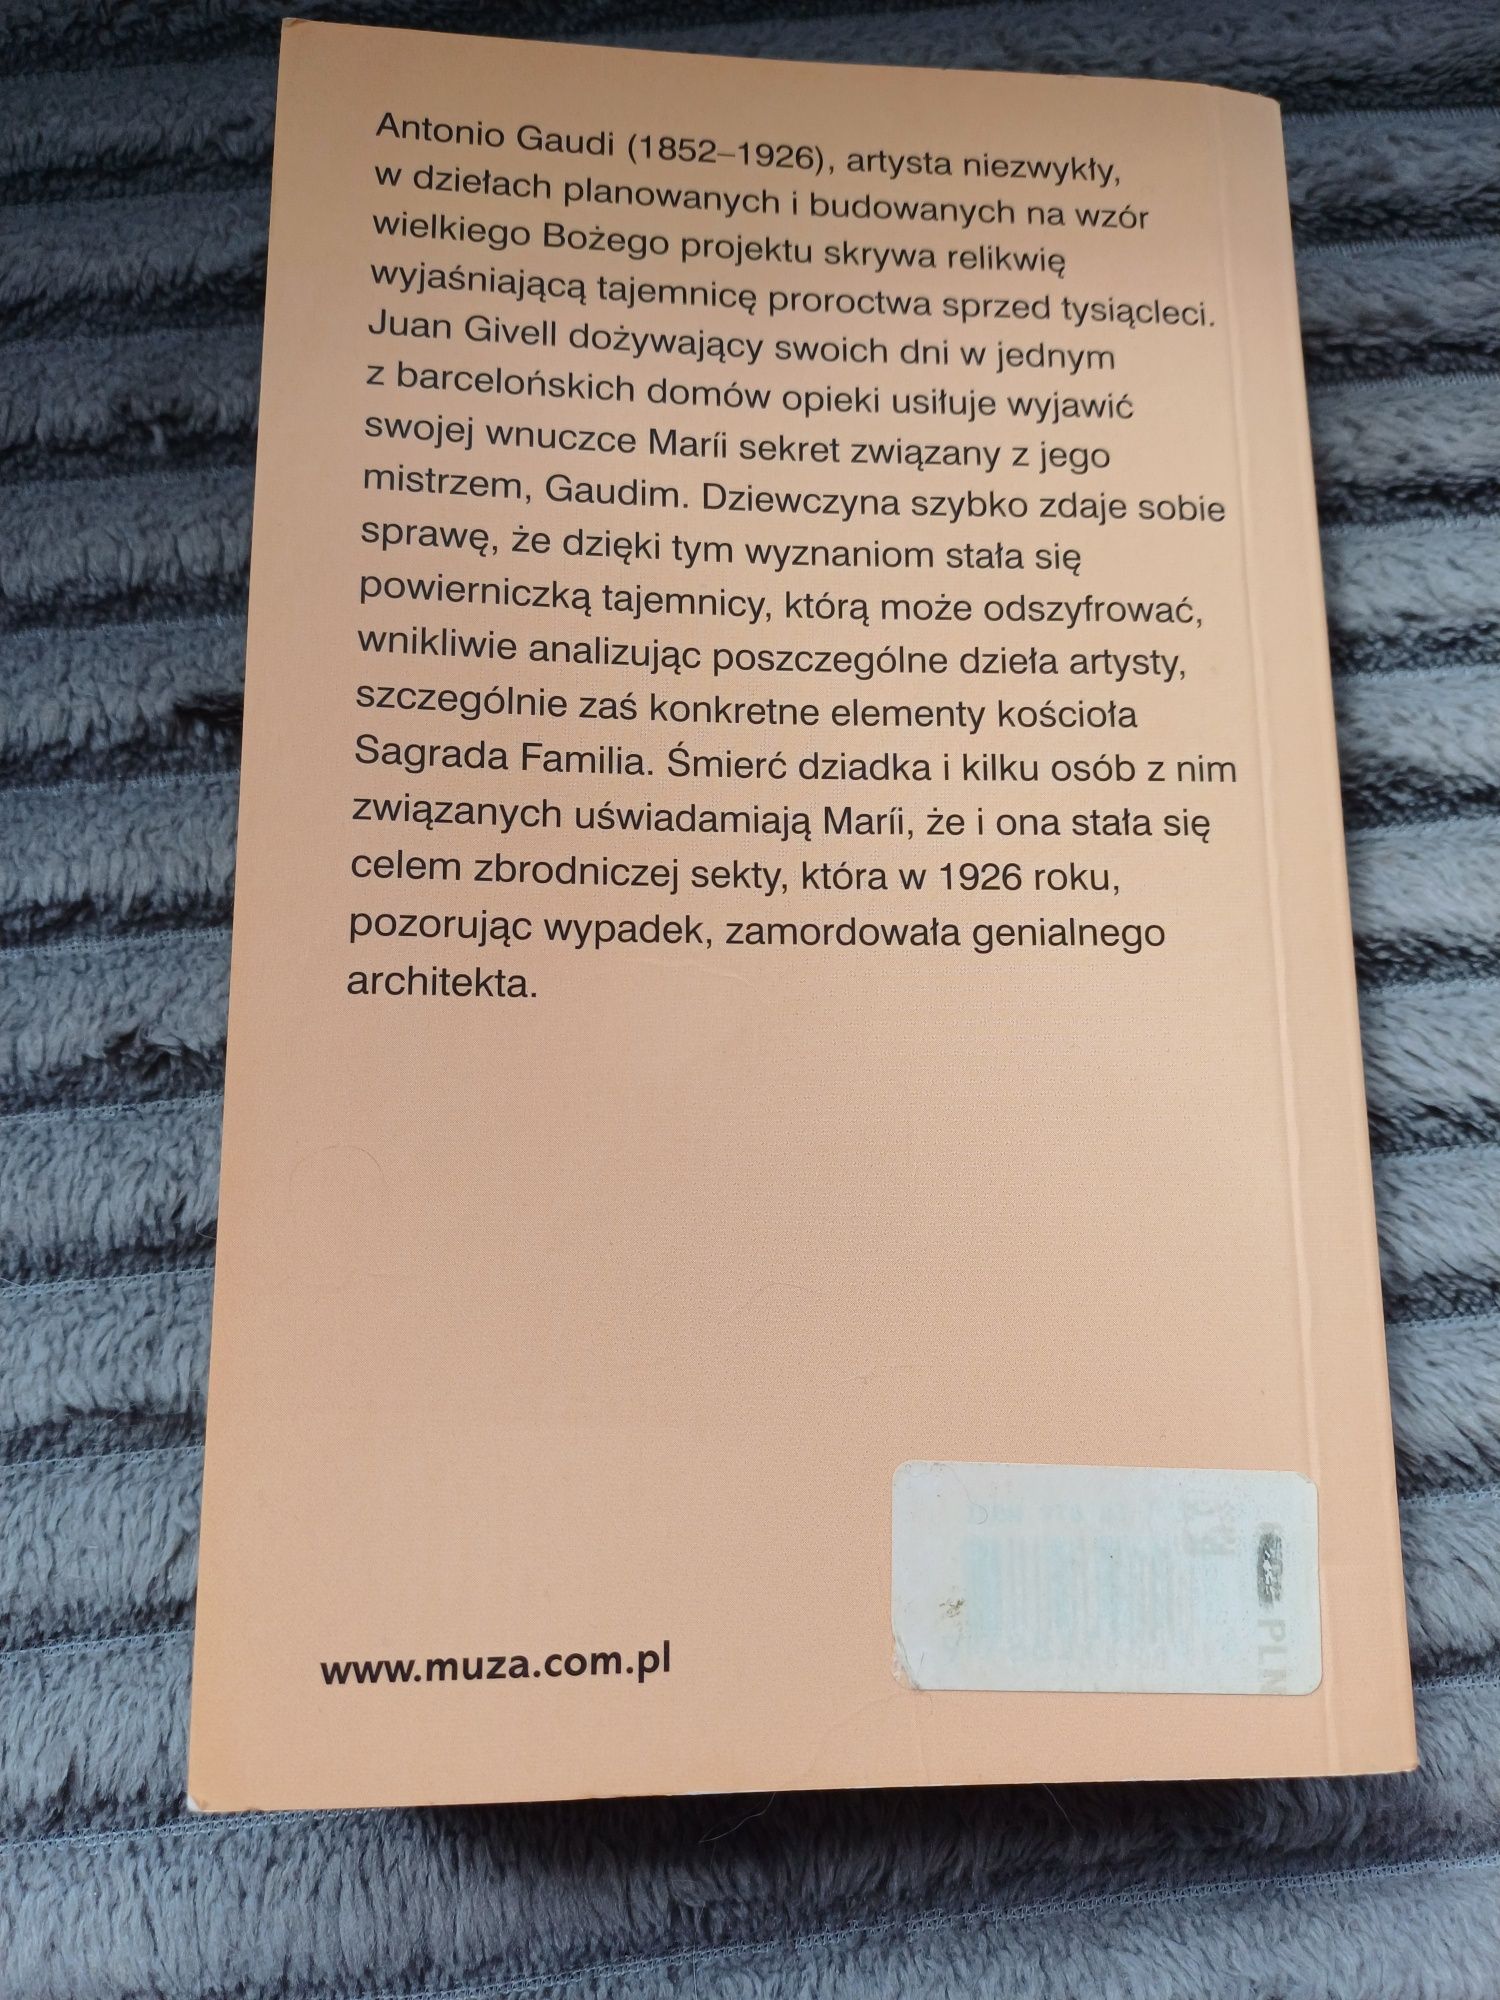 Antonio Gaudi (1852–1926), artysta niezwykły,
w dziełach planowanych i budowanych na wzór
wielkiego Bożego projektu skrywa relikwię
wyjaśniającą tajemnicę proroctwa sprzed tysiącleci.
Juan Givell dożywający swoich dni w jednym
z barcelońskich domów opieki usiłuje wyjawić
swojej wnuczce Maríi sekret związany z jego
mistrzem, Gaudim. Dziewczyna szybko zdaje sobie
sprawę, że dzięki tym wyznaniom stała się
powierniczką tajemnicy, którą może odszyfrować,
wnikliwie analizując poszczególne dzieła artysty,
szczególnie zaś konkretne elementy kościoła
Sagrada Familia. Śmierć dziadka i kilku osób z nim
związanych uświadamiają Maríi, że i ona stała się
celem zbrodniczej sekty, która w 1926 roku,
pozorując wypadek, zamordowała genialnego
architekta.
www.muza.com.pl
PLN